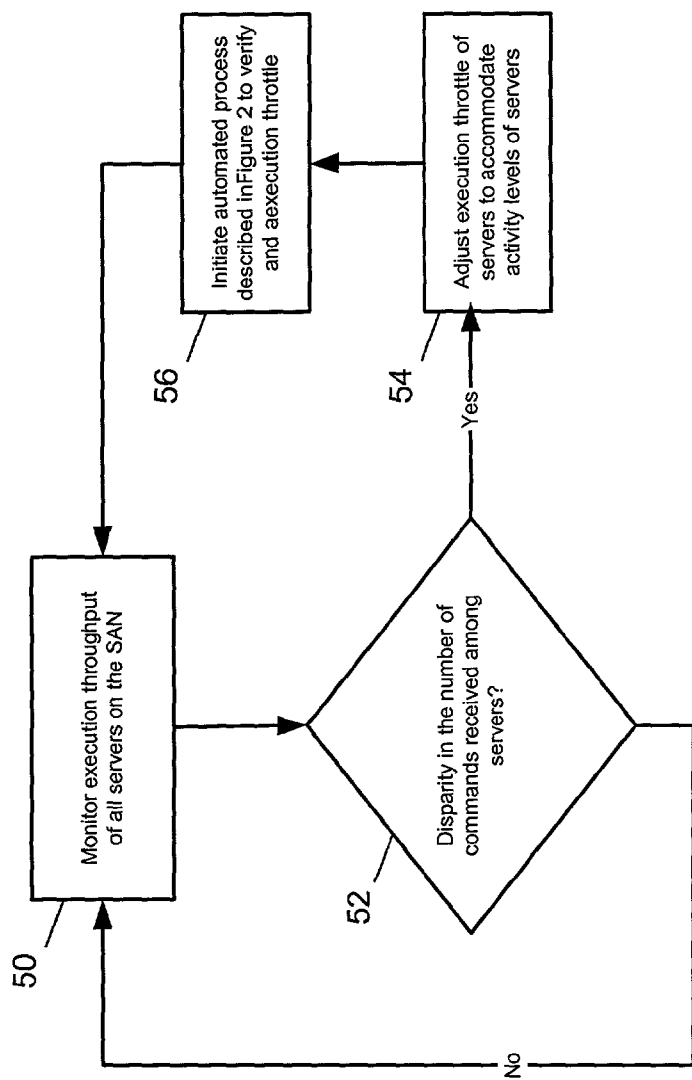 50
Monitor execution throughput
of all servers on the SAN
52
Disparity in the number of
commands received among
servers?
No
Yes
54
Adjust execution throttle of
servers to accommodate
activity levels of servers
56
Initiate automated process
described inFigure 2 to verify
and aexecution throttle